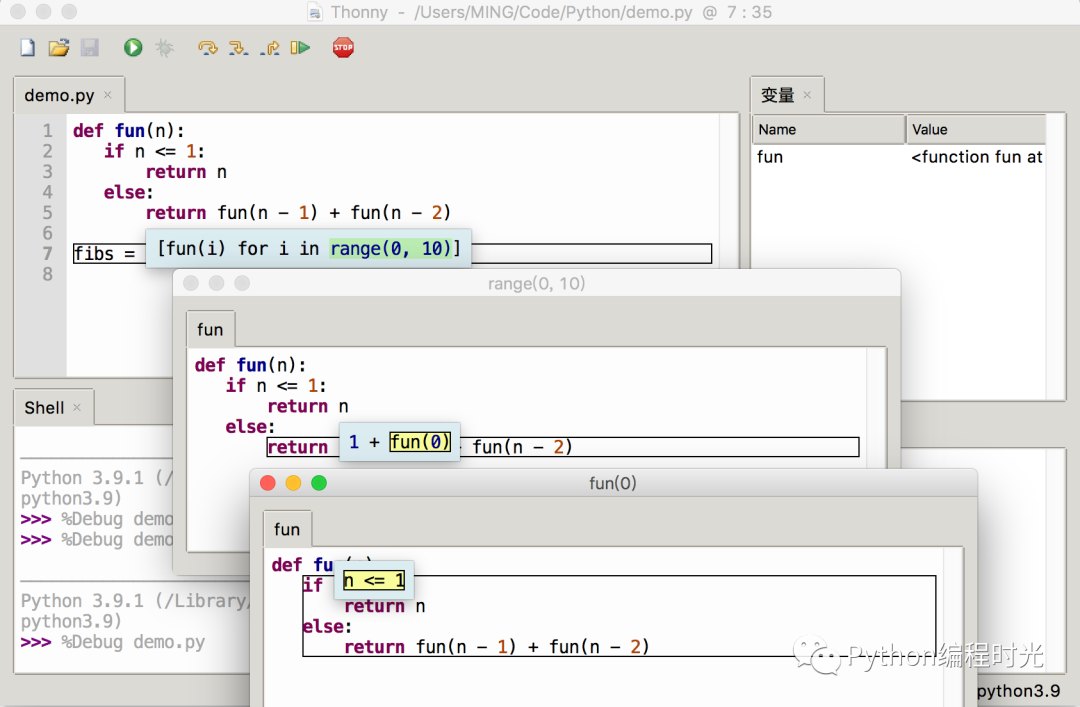 Thonny - /Users/MING/Code/Python/demo.py @ 7 : 35
STOP
demo.py ×
1 def fun(n):
2 if n <= 1:
3 return n
4 else:
5 return fun(n - 1) + fun(n - 2)
6
7 fibs = [fun(i) for i in range(0, 10)]
8
变量 ×
Name Value
fun <function fun at
range(0, 10)
fun
def fun(n):
if n <= 1:
return n
else:
return 1 + fun(0) fun(n - 2)
fun(0)
fun
def fu
if n <= 1
return n
else:
return fun(n - 1) + fun(n - 2)
Shell ×
Python 3.9.1 (/
python3.9)
>>> %Debug demo
>>> %Debug demo
Python 3.9.1 (/Library/
python3.9)
>>> %Debug demo.py
Python编程时光
python3.9